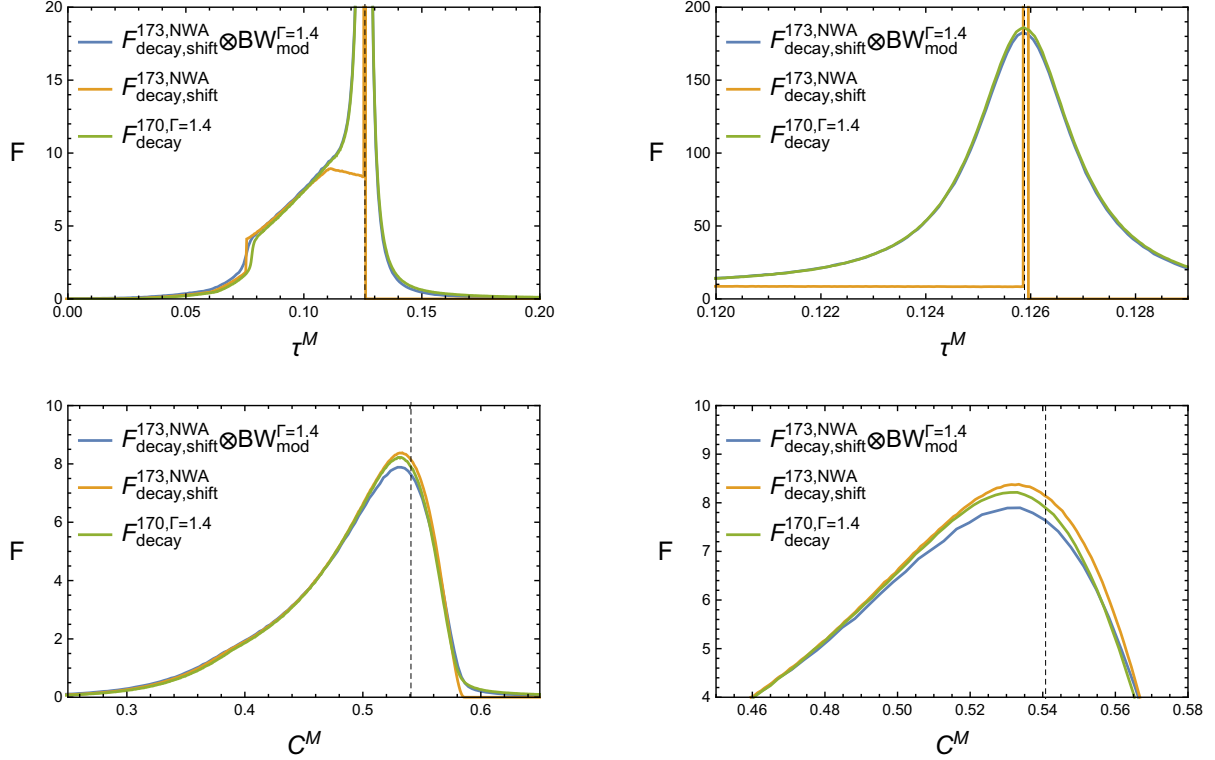 F^{173,NWA}_{decay,shift}⊗BW^{Γ=1.4}_{mod}
F^{173,NWA}_{decay,shift}
F^{170,Γ=1.4}_{decay}
F
20
15
10
5
0
0.00 0.05 0.10 0.15 0.20
τ^M
F^{173,NWA}_{decay,shift}⊗BW^{Γ=1.4}_{mod}
F^{173,NWA}_{decay,shift}
F^{170,Γ=1.4}_{decay}
F
200
150
100
50
0
0.120 0.122 0.124 0.126 0.128
τ^M
F^{173,NWA}_{decay,shift}⊗BW^{Γ=1.4}_{mod}
F^{173,NWA}_{decay,shift}
F^{170,Γ=1.4}_{decay}
F
10
8
6
4
2
0
0.3 0.4 0.5 0.6
C^M
F^{173,NWA}_{decay,shift}⊗BW^{Γ=1.4}_{mod}
F^{173,NWA}_{decay,shift}
F^{170,Γ=1.4}_{decay}
F
10
9
8
7
6
5
4
0.46 0.48 0.50 0.52 0.54 0.56 0.58
C^M